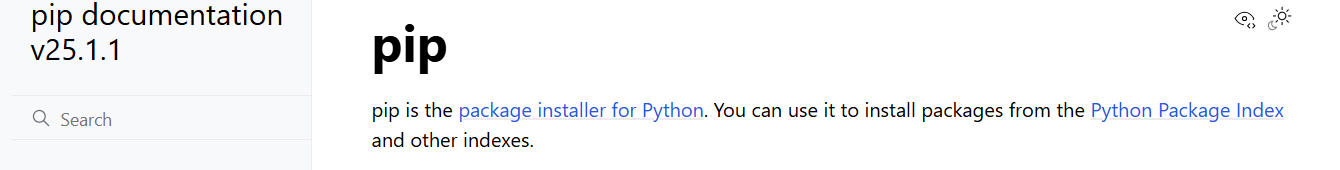 pip documentation
v25.1.1
Search
pip
pip is the package installer for Python. You can use it to install packages from the Python Package Index
and other indexes.